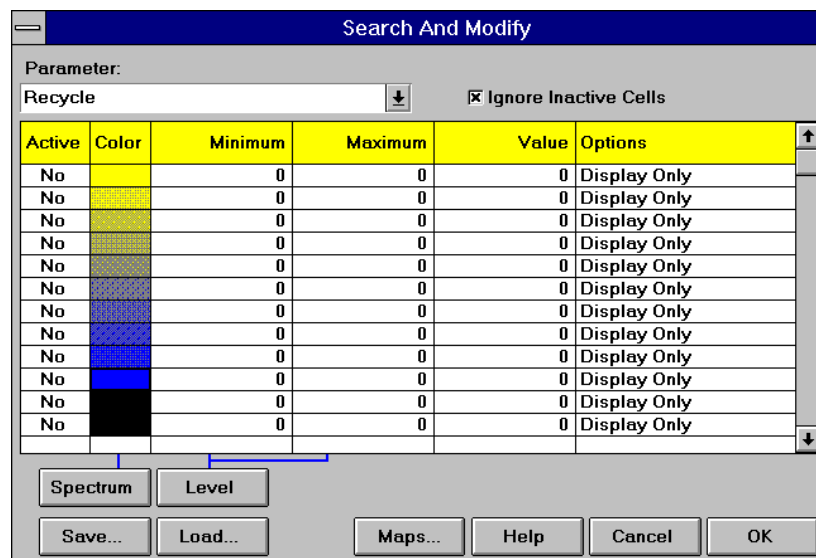 Search And Modify
Parameter:
Recycle
Ignore Inactive Cells
Active Color Minimum Maximum Value Options
No 0 0 0 Display Only
No 0 0 0 Display Only
No 0 0 0 Display Only
No 0 0 0 Display Only
No 0 0 0 Display Only
No 0 0 0 Display Only
No 0 0 0 Display Only
No 0 0 0 Display Only
No 0 0 0 Display Only
No 0 0 0 Display Only
No 0 0 0 Display Only
No 0 0 0 Display Only
Spectrum Level
Save... Load... Maps... Help Cancel OK